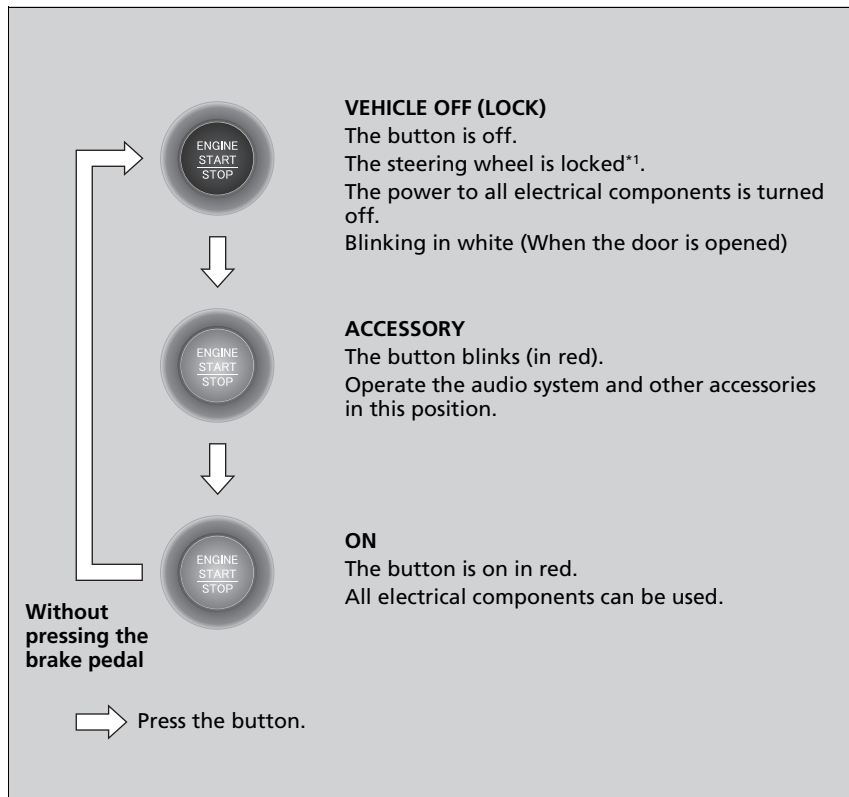 ENGINE
START
STOP
VEHICLE OFF (LOCK)
The button is off.
The steering wheel is locked*1.
The power to all electrical components is turned
off.
Blinking in white (When the door is opened)
ENGINE
START
STOP
ACCESSORY
The button blinks (in red).
Operate the audio system and other accessories
in this position.
ENGINE
START
STOP
ON
The button is on in red.
All electrical components can be used.
Without
pressing the
brake pedal
Press the button.